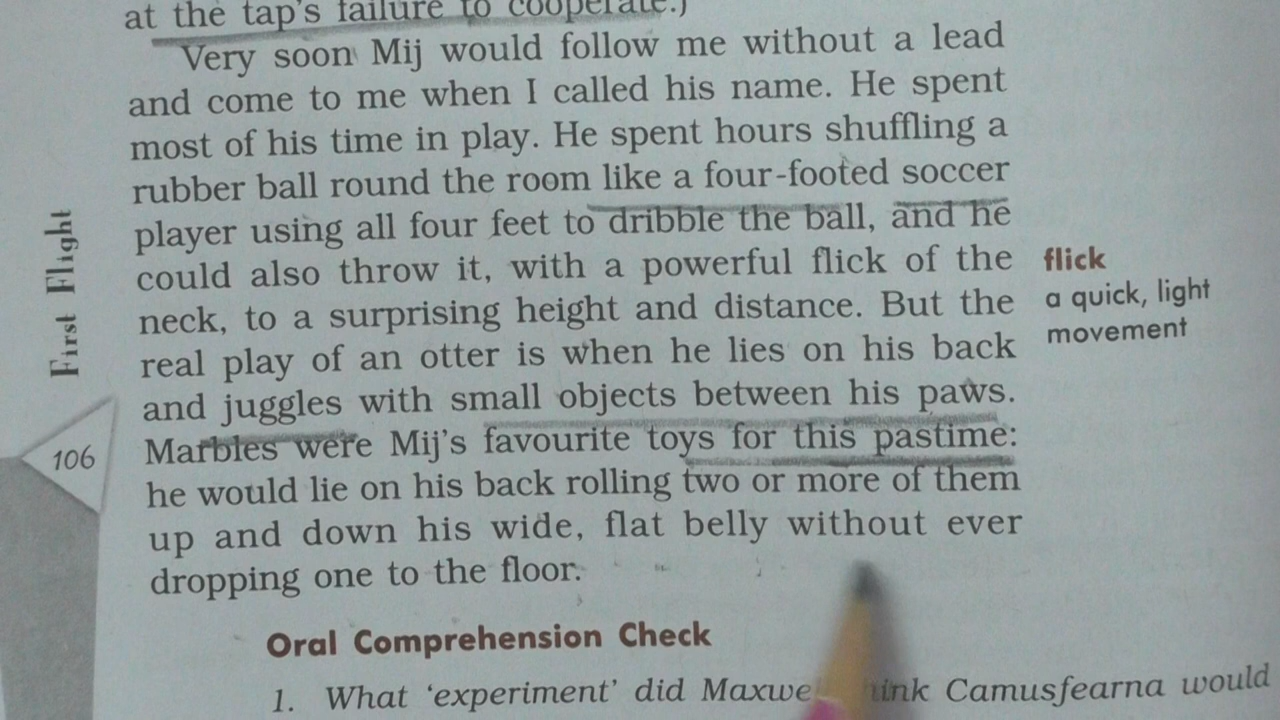 at the tap's failure to cooperate.)
Very soon Mij would follow me without a lead
and come to me when I called his name. He spent
most of his time in play. He spent hours shuffling a
rubber ball round the room like a four-footed soccer
player using all four feet to dribble the ball, and he
could also throw it, with a powerful flick of the
neck, to a surprising height and distance. But the
real play of an otter is when he lies on his back
and juggles with small objects between his paws.
Marbles were Mij's favourite toys for this pastime:
he would lie on his back rolling two or more of them
up and down his wide, flat belly without ever
dropping one to the floor.
flick
a quick, light
movement
First Flight
106
Oral Comprehension Check
1. What 'experiment' did Camusfearna would